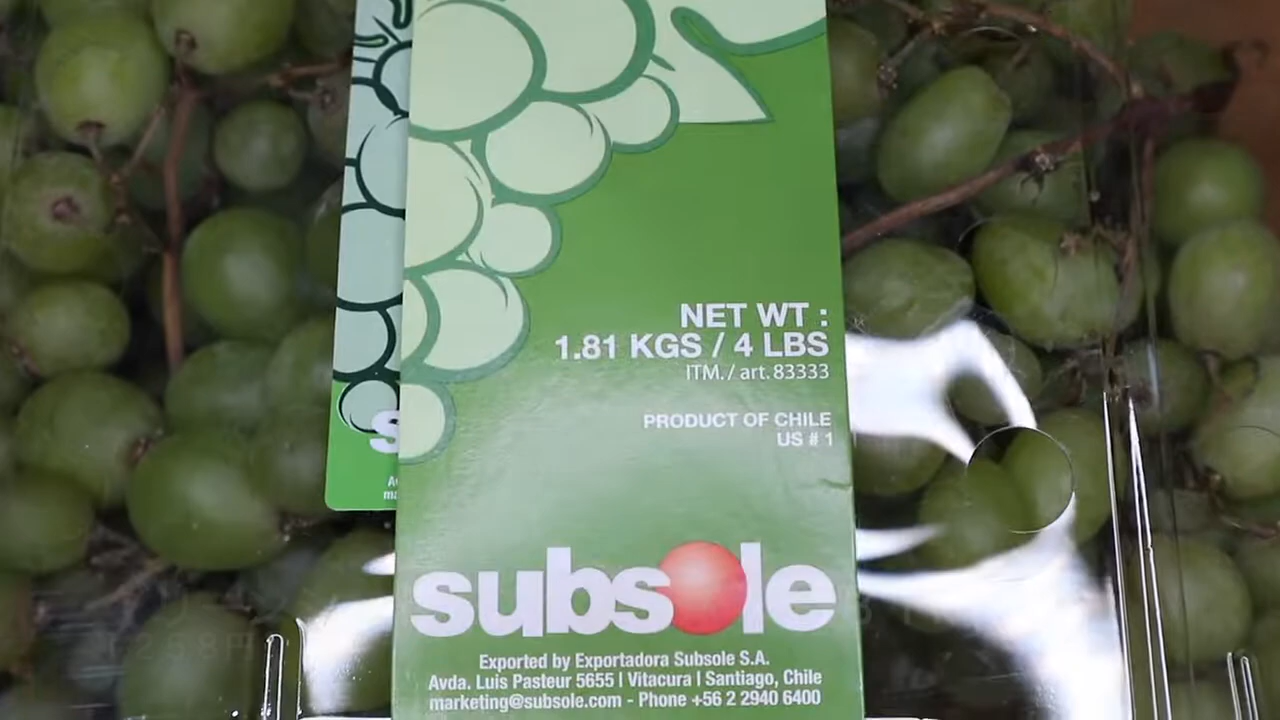 NET WT :
1.81 KGS / 4 LBS
ITM. / art. 83333
PRODUCT OF CHILE
US # 1
subsole
Exported by Exportadora Subsole S.A.
Avda. Luis Pasteur 5655 | Vitacura | Santiago, Chile
marketing@subsole.com - Phone +56 2 2940 6400